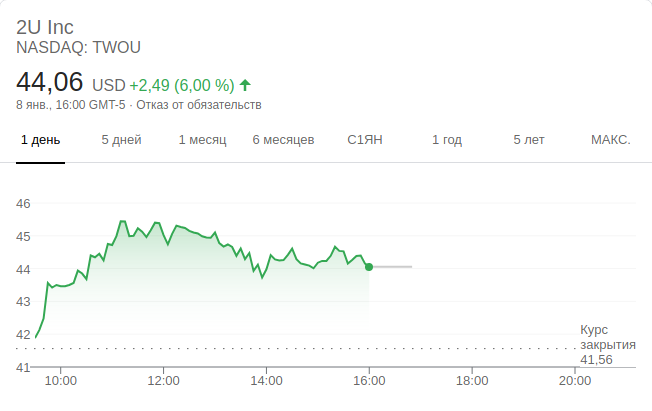 2U Inc
NASDAQ: TWOU
44,06 USD +2,49 (6,00 %)
8 янв., 16:00 GMT-5 · Отказ от обязательств
1 день 5 дней 1 месяц 6 месяцев С1ЯН 1 год 5 лет МАКС.
46
45
44
43
42
41
Курс
закрытия
41,56
10:00 12:00 14:00 16:00 18:00 20:00